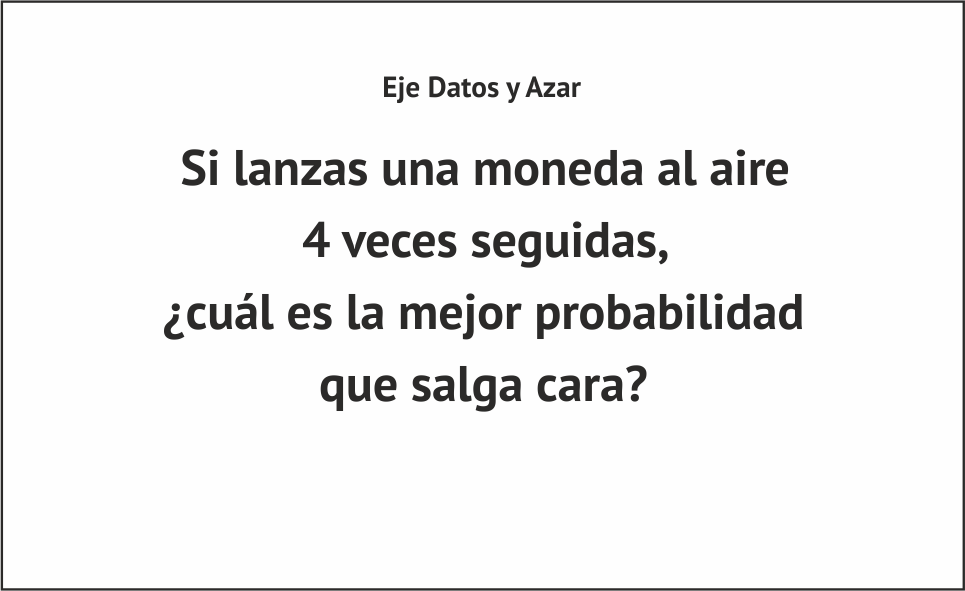 Eje Datos y Azar
Si lanzas una moneda al aire
4 veces seguidas,
¿cuál es la mejor probabilidad
que salga cara?